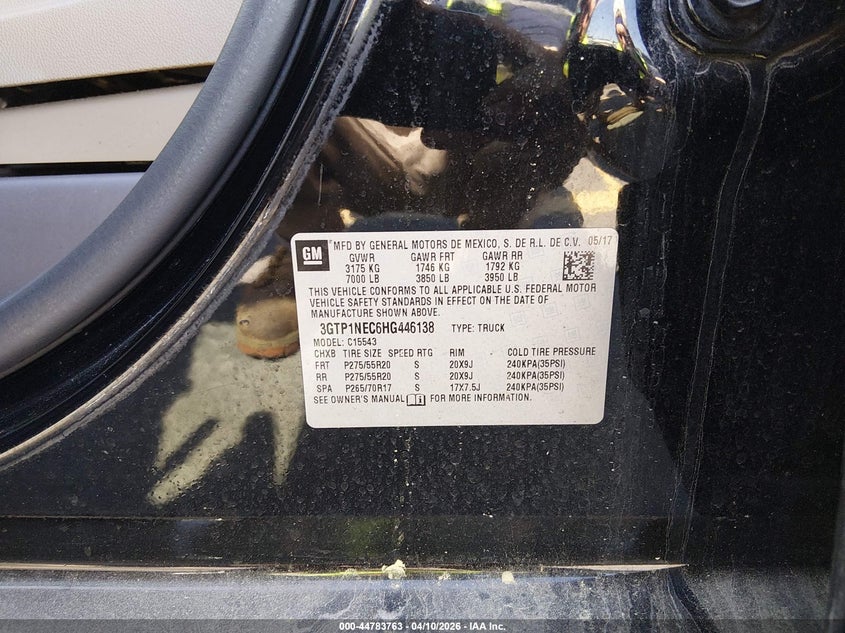 GM
MFD BY GENERAL MOTORS DE MEXICO, S. DE R.L. DE C.V. 05/17
GVWR GAWR FRT GAWR RR
3175 KG 1746 KG 1792 KG
7000 LB 3850 LB 3950 LB
THIS VEHICLE CONFORMS TO ALL APPLICABLE U.S. FEDERAL MOTOR
VEHICLE SAFETY STANDARDS IN EFFECT ON THE DATE OF
MANUFACTURE SHOWN ABOVE.
3GTP1NEC6HG446138 TYPE: TRUCK
MODEL: C15543
CHXB TIRE SIZE SPEED RTG RIM COLD TIRE PRESSURE
FRT P275/55R20 S 20X9J 240KPA(35PSI)
RR P275/55R20 S 20X9J 240KPA(35PSI)
SPA P265/70R17 S 17X7.5J 240KPA(35PSI)
SEE OWNER'S MANUAL FOR MORE INFORMATION.
000-44783763 - 04/10/2026 - IAA Inc.